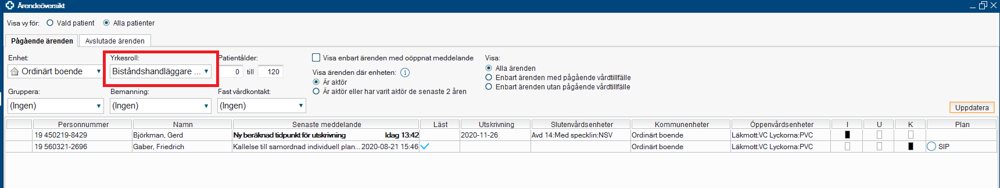 Ärendeöversikt
Visa vy för: Vald patient Alla patienter
Pågående ärenden Avslutade ärenden
Enhet: Yrkesroll: Patientålder: Visa enbart ärenden med oöppnat meddelande Visa:
Ordinärt boende Biståndshandläggare ... 0 till 120 Visa ärenden där enheten: Alla ärenden
Är aktör Enbart ärenden med pågående vårdtillfälle
Gruppera: Bemanning: Fast vårdkontakt: Är aktör eller har varit aktör de senaste 2 åren Enbart ärenden utan pågående vårdtillfälle
(Ingen) (Ingen) (Ingen) Uppdatera
Personnummer Namn Senaste meddelande Läst Utskrivning Slutenvårdsenheter Kommunenheter Öppenvårdsenheter I U K Plan
19 450219-8429 Björkman, Gerd Ny beräknad tidpunkt för utskrivning Idag 13:42 2020-11-26 Avd 14:Med specklin:NSV Ordinärt boende Läkmott:VC Lyckorna:PVC
19 560321-2696 Gaber, Friedrich Kallelse till samordnad individuell plan... 2020-08-21 15:46 Ordinärt boende Läkmott:VC Lyckorna:PVC SIP